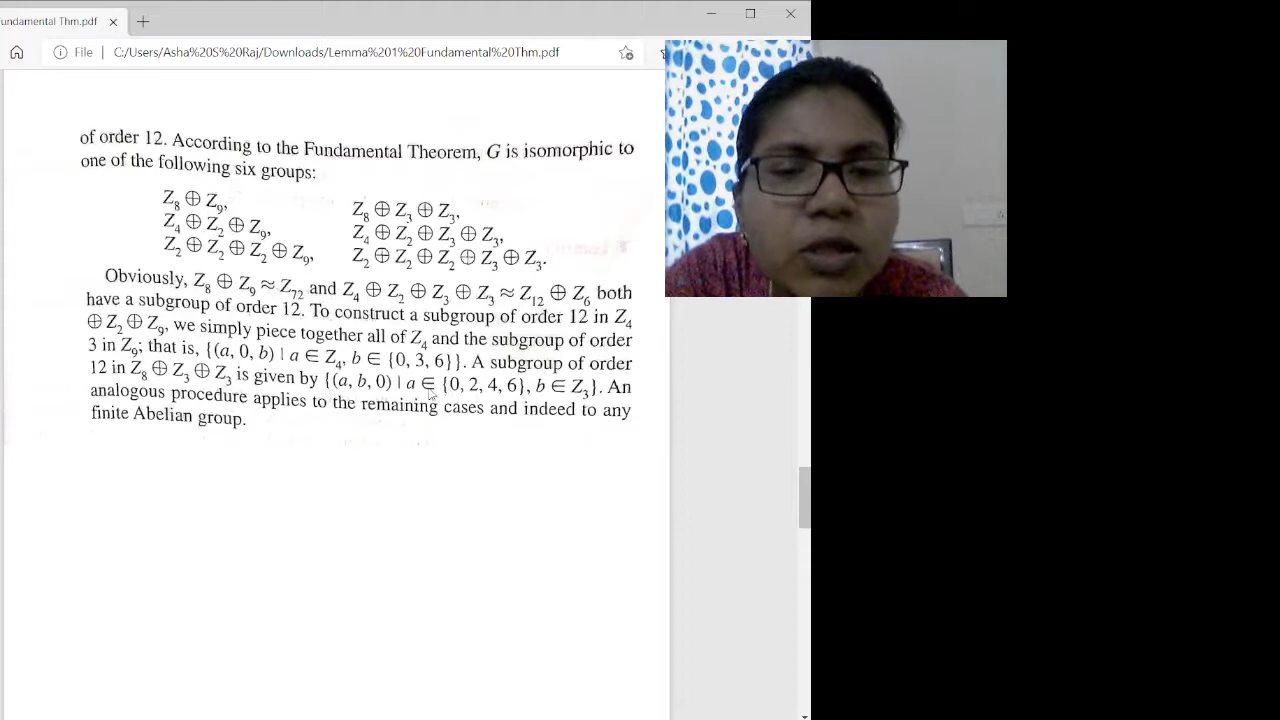 undamental Thm.pdf
File C:/Users/Asha%20S%20Raj/Downloads/Lemma%201%20Fundamental%20Thm.pdf
of order 12. According to the Fundamental Theorem, G is isomorphic to
one of the following six groups:
Z₈ ⊕ Z₉, Z₈ ⊕ Z₃ ⊕ Z₃,
Z₄ ⊕ Z₂ ⊕ Z₉, Z₄ ⊕ Z₂ ⊕ Z₃ ⊕ Z₃,
Z₂ ⊕ Z₂ ⊕ Z₂ ⊕ Z₉, Z₂ ⊕ Z₂ ⊕ Z₂ ⊕ Z₃ ⊕ Z₃.
Obviously, Z₈ ⊕ Z₉ ≈ Z₇₂ and Z₄ ⊕ Z₂ ⊕ Z₃ ⊕ Z₃ ≈ Z₁₂ ⊕ Z₆ both
have a subgroup of order 12. To construct a subgroup of order 12 in Z₄
⊕ Z₂ ⊕ Z₉, we simply piece together all of Z₄ and the subgroup of order
3 in Z₉; that is, {(a, 0, b) | a ∈ Z₄, b ∈ {0, 3, 6}}. A subgroup of order
12 in Z₈ ⊕ Z₃ ⊕ Z₃ is given by {(a, b, 0) | a ∈ {0, 2, 4, 6}, b ∈ Z₃}. An
analogous procedure applies to the remaining cases and indeed to any
finite Abelian group.